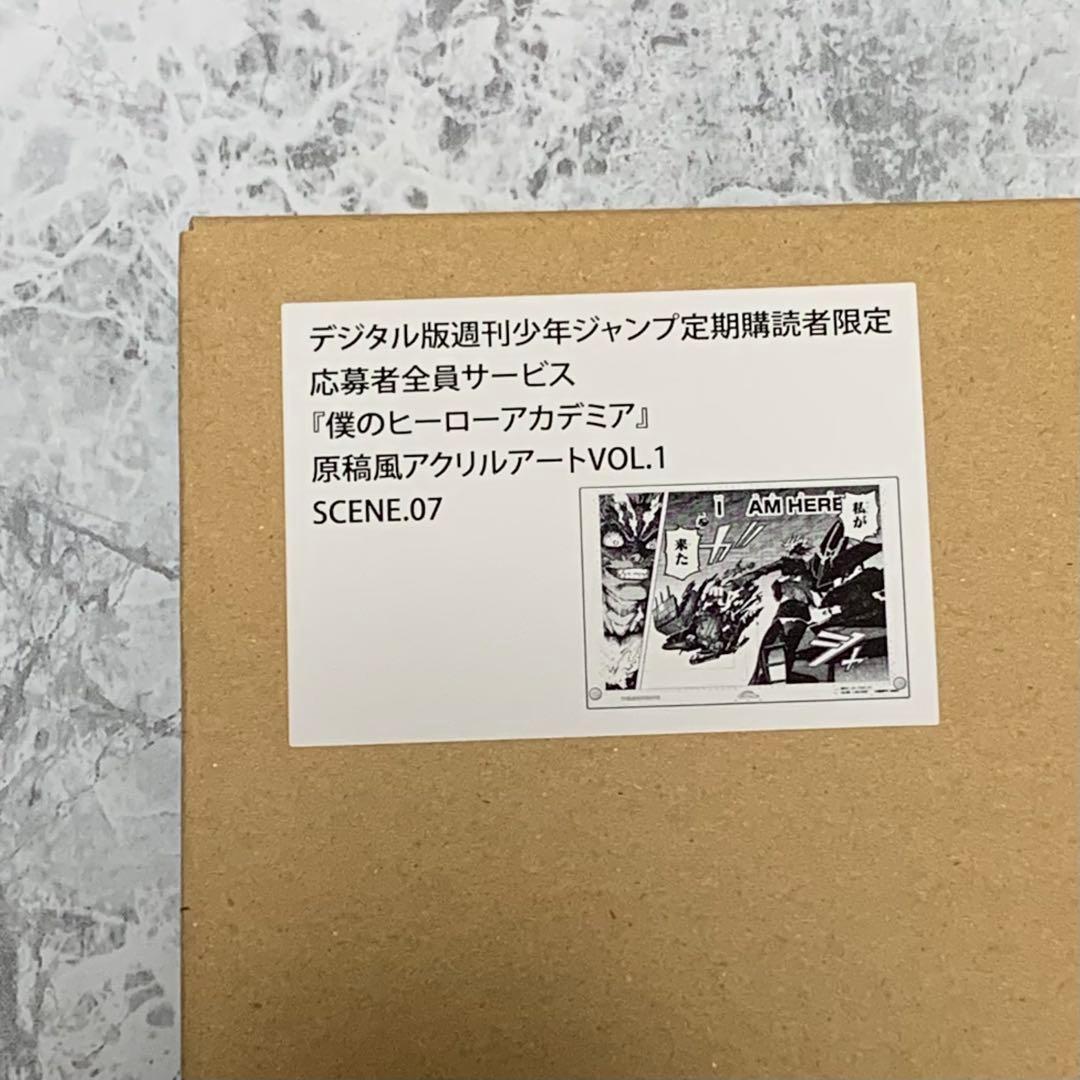 デジタル版週刊少年ジャンプ定期購読者限定
応募者全員サービス
『僕のヒーローアカデミア』
原稿風アクリルアートVOL.1
SCENE.07
I AM HERE
私が
来た